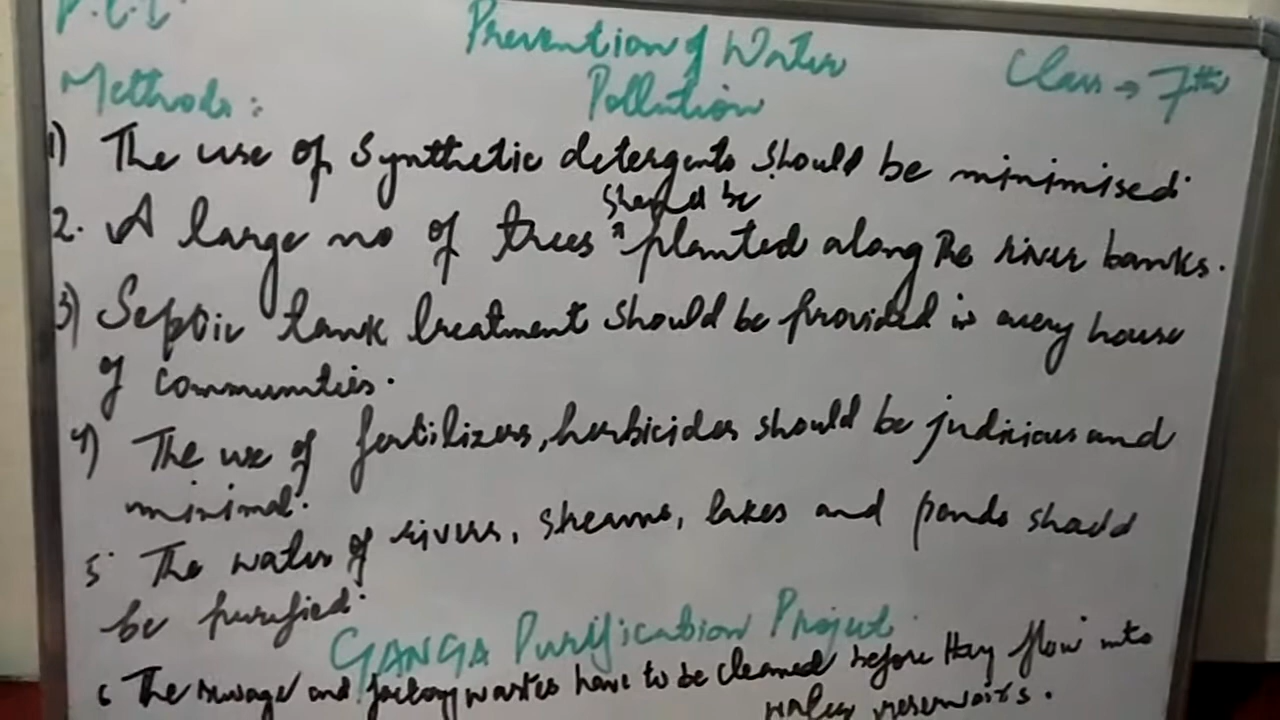 Prevention of Water
Pollution
Class → 7th
Methods:
1) The use of Synthetic detergents should be minimised.
should be
2. A large no of trees ^ planted along the river banks.
3) Septic tank treatment should be provided in every house
of communties.
4) The use of fertilizers, herbicides should be judicious and
minimal.
5. The water of rivers, streams, lakes and ponds should
be purified.
GANGA Purification Project.
6 The sewage and factory wastes have to be cleaned before they flow into
water reservoirs.